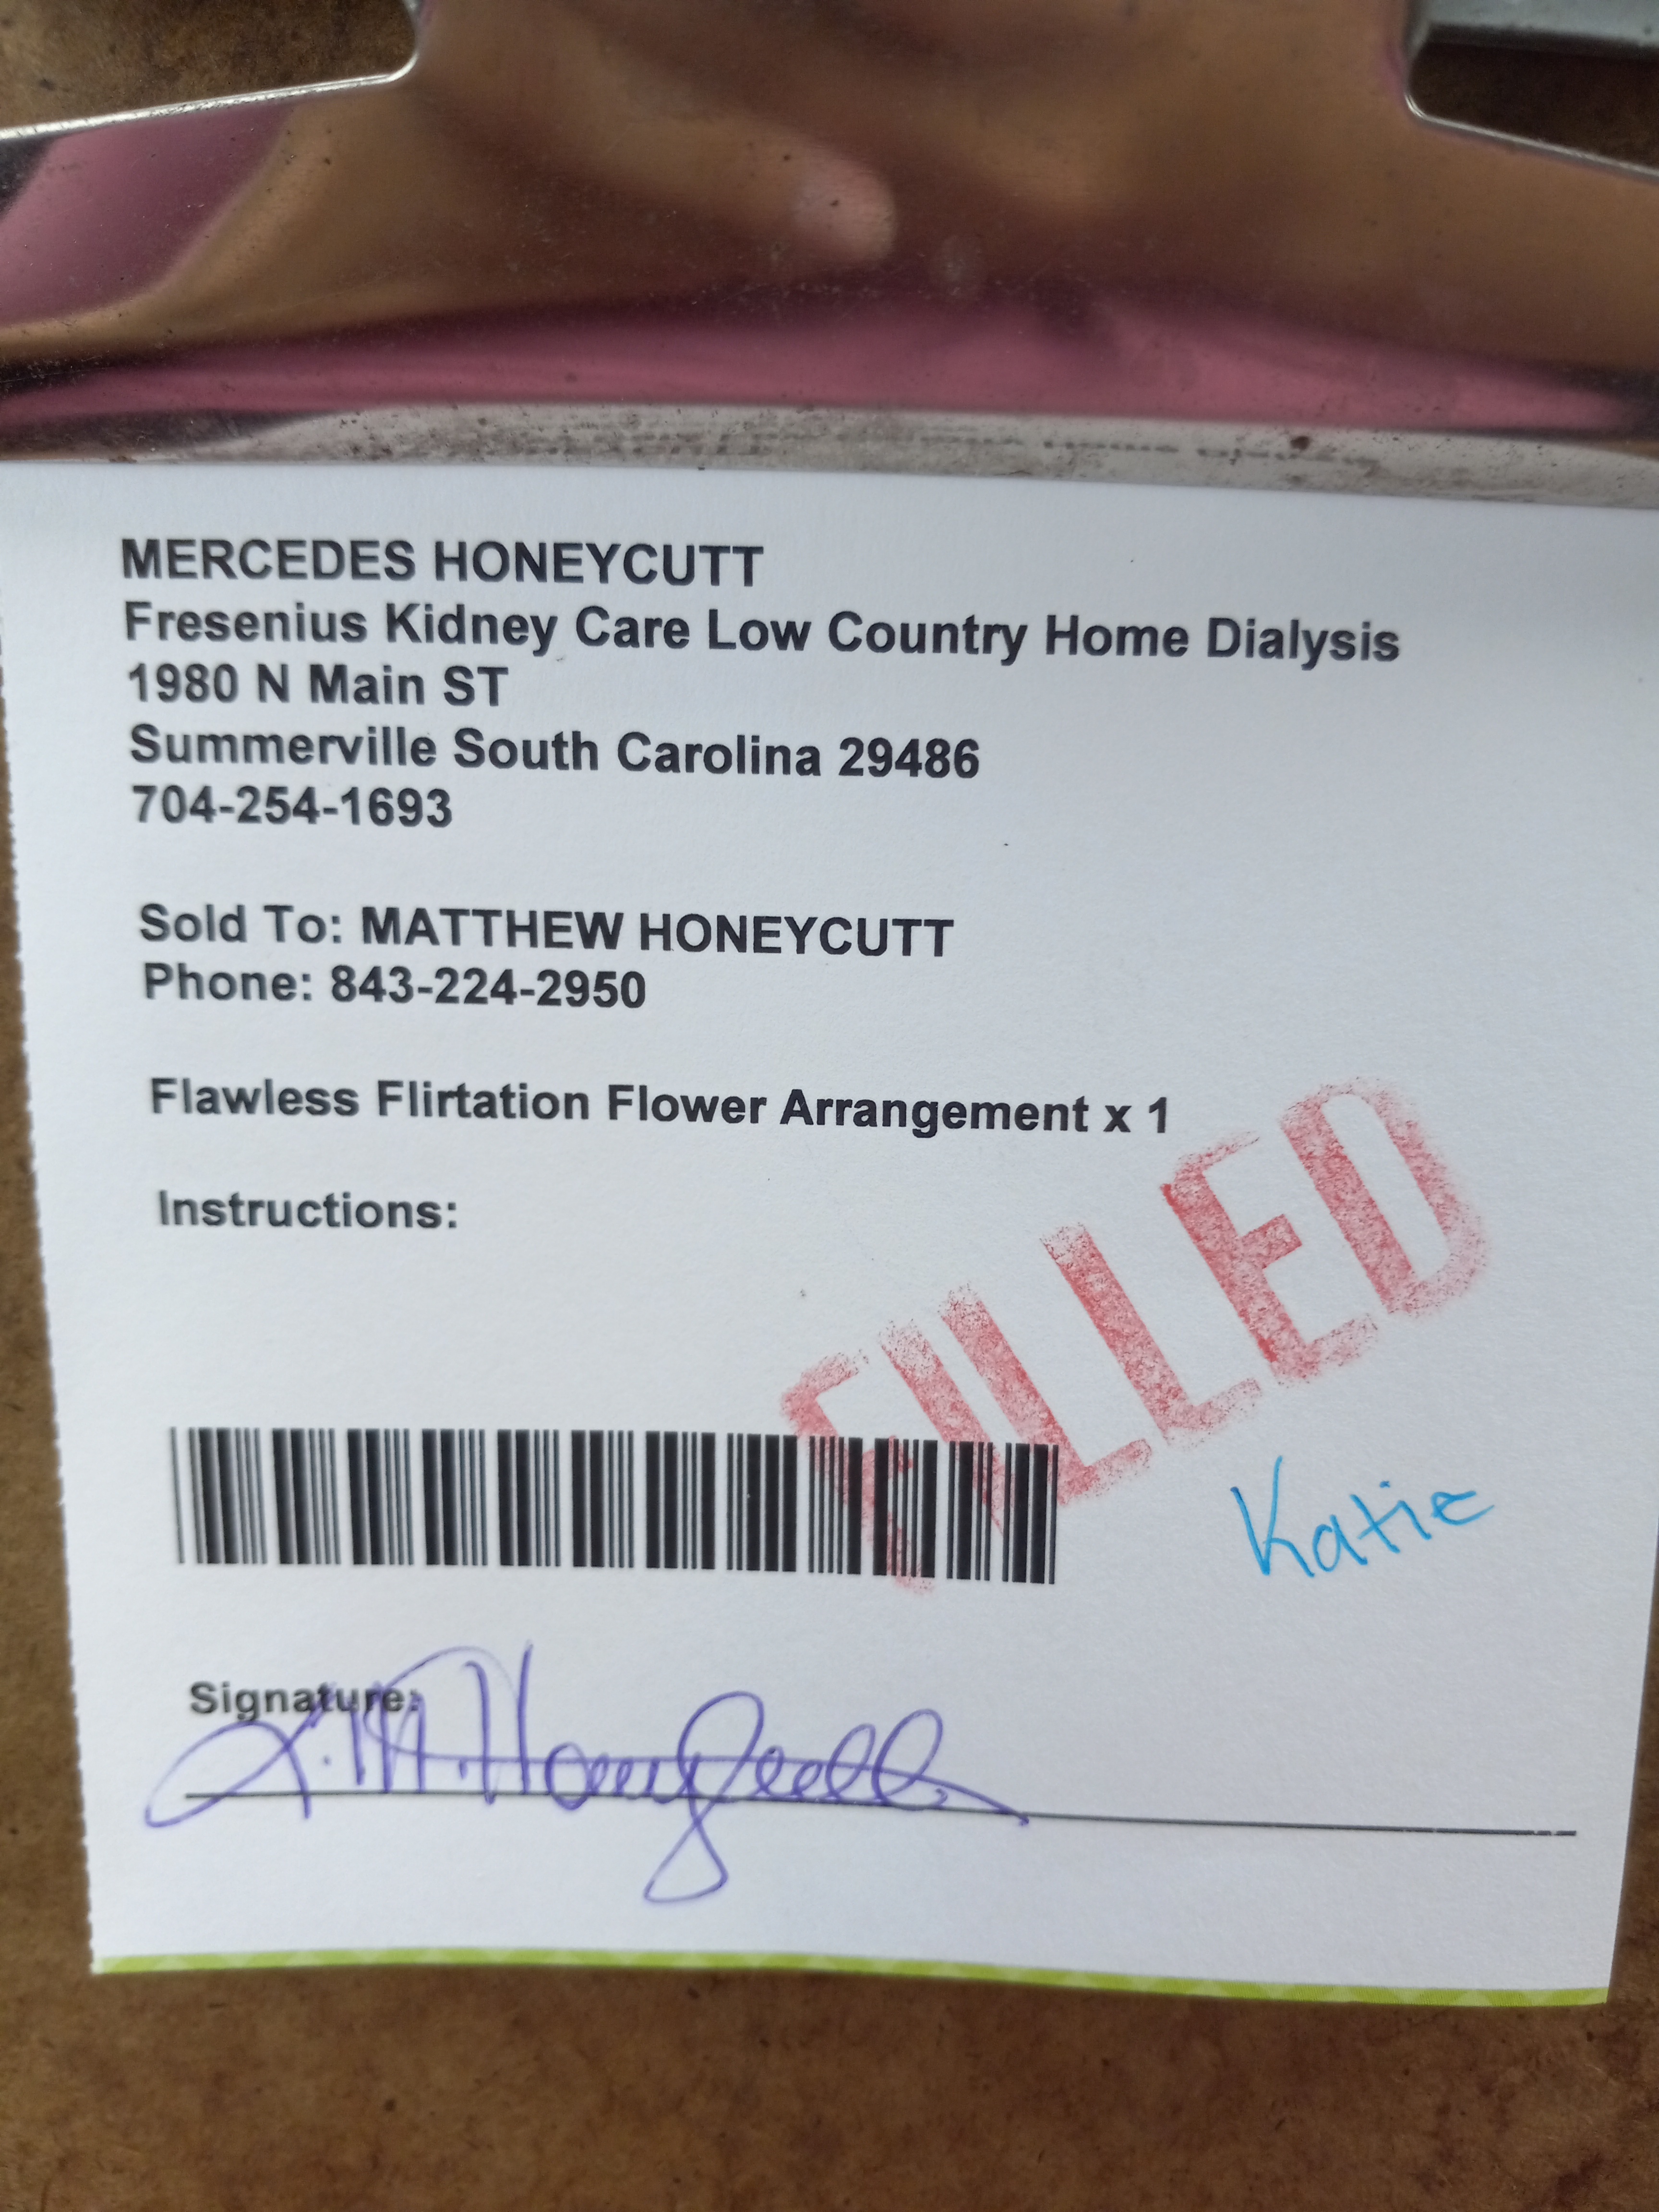 MERCEDES HONEYCUTT
Fresenius Kidney Care Low Country Home Dialysis
1980 N Main ST
Summerville South Carolina 29486
704-254-1693
Sold To: MATTHEW HONEYCUTT
Phone: 843-224-2950
Flawless Flirtation Flower Arrangement x 1
Instructions:
FILLED
Katie
Signature:
M. Honeycutt